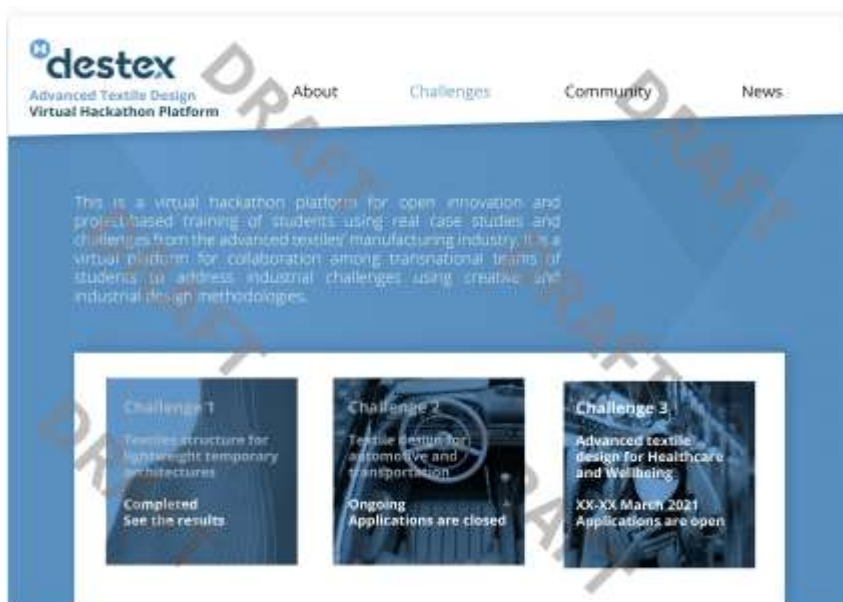 destex
Advanced Textile Design
Virtual Hackathon Platform
About
Challenges
Community
News
This is a virtual hackathon platform for open innovation and
project-based training of students using real case studies and
challenges from the advanced textiles' manufacturing industry. It is a
virtual platform for collaboration among transnational teams of
students to address industrial challenges using creative and
industrial design methodologies.
Challenge 1
Textiles structure for
lightweight temporary
architectures
Completed
See the results
Challenge 2
Textile design for
automotive and
transportation
Ongoing
Applications are closed
Challenge 3
Advanced textile
design for Healthcare
and Wellbeing
XX-XX March 2021
Applications are open
DRAFT
DRAFT
DRAFT
DRAFT
DRAFT
DRAFT